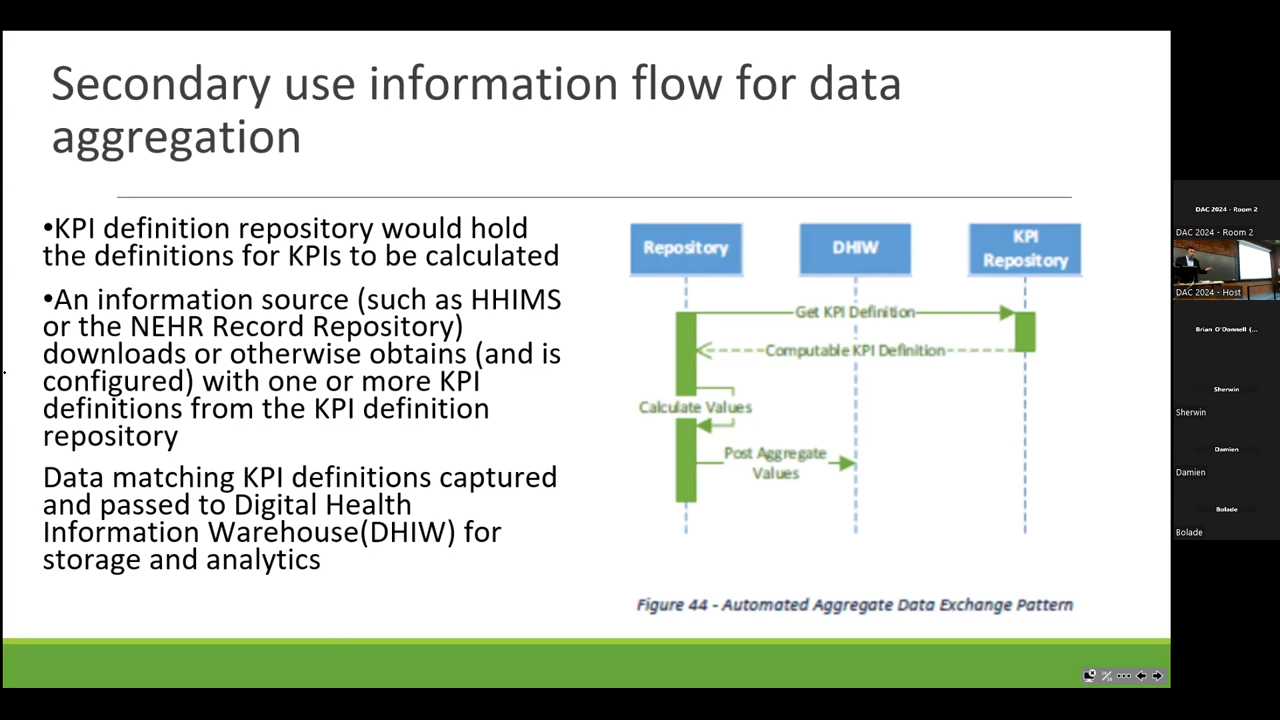 Secondary use information flow for data
aggregation
•KPI definition repository would hold
the definitions for KPIs to be calculated
•An information source (such as HHIMS
or the NEHR Record Repository)
downloads or otherwise obtains (and is
configured) with one or more KPI
definitions from the KPI definition
repository
Data matching KPI definitions captured
and passed to Digital Health
Information Warehouse(DHIW) for
storage and analytics
Repository
DHIW
KPI
Repository
Get KPI Definition
Computable KPI Definition
Calculate Values
Post Aggregate
Values
Figure 44 - Automated Aggregate Data Exchange Pattern
DAC 2024 - Room 2
DAC 2024 - Room 2
DAC 2024 - Host
Brian O'Donnell (...
Sherwin
Sherwin
Damien
Damien
Bolade
Bolade